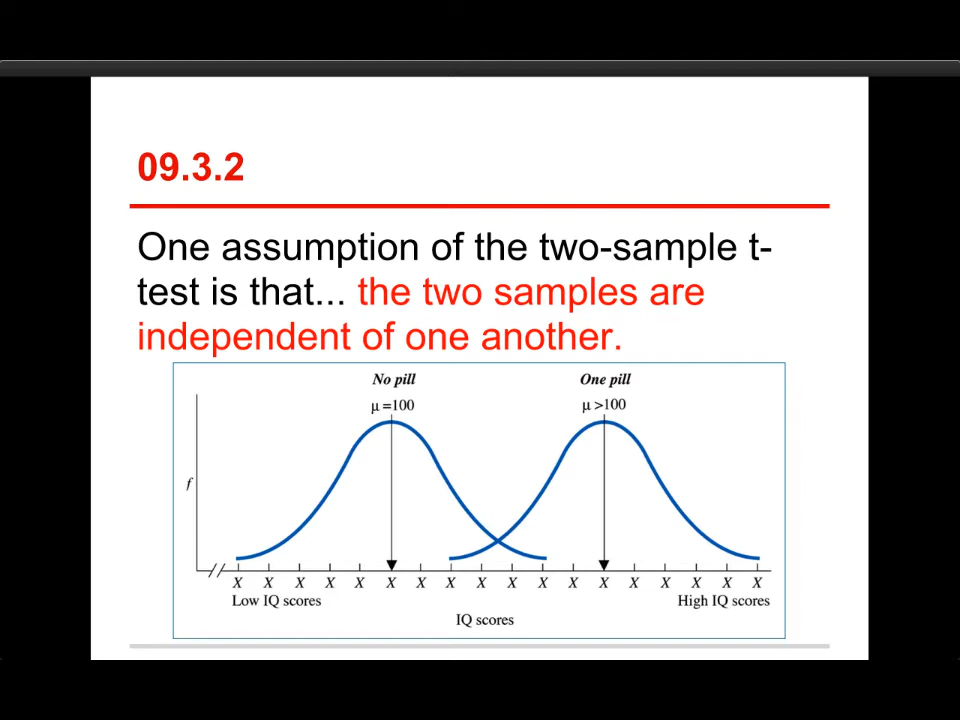 09.3.2
One assumption of the two-sample t-
test is that... the two samples are
independent of one another.
No pill One pill
μ =100 μ >100
f
X X X X X X X X X X X X X X X X X X
Low IQ scores High IQ scores
IQ scores